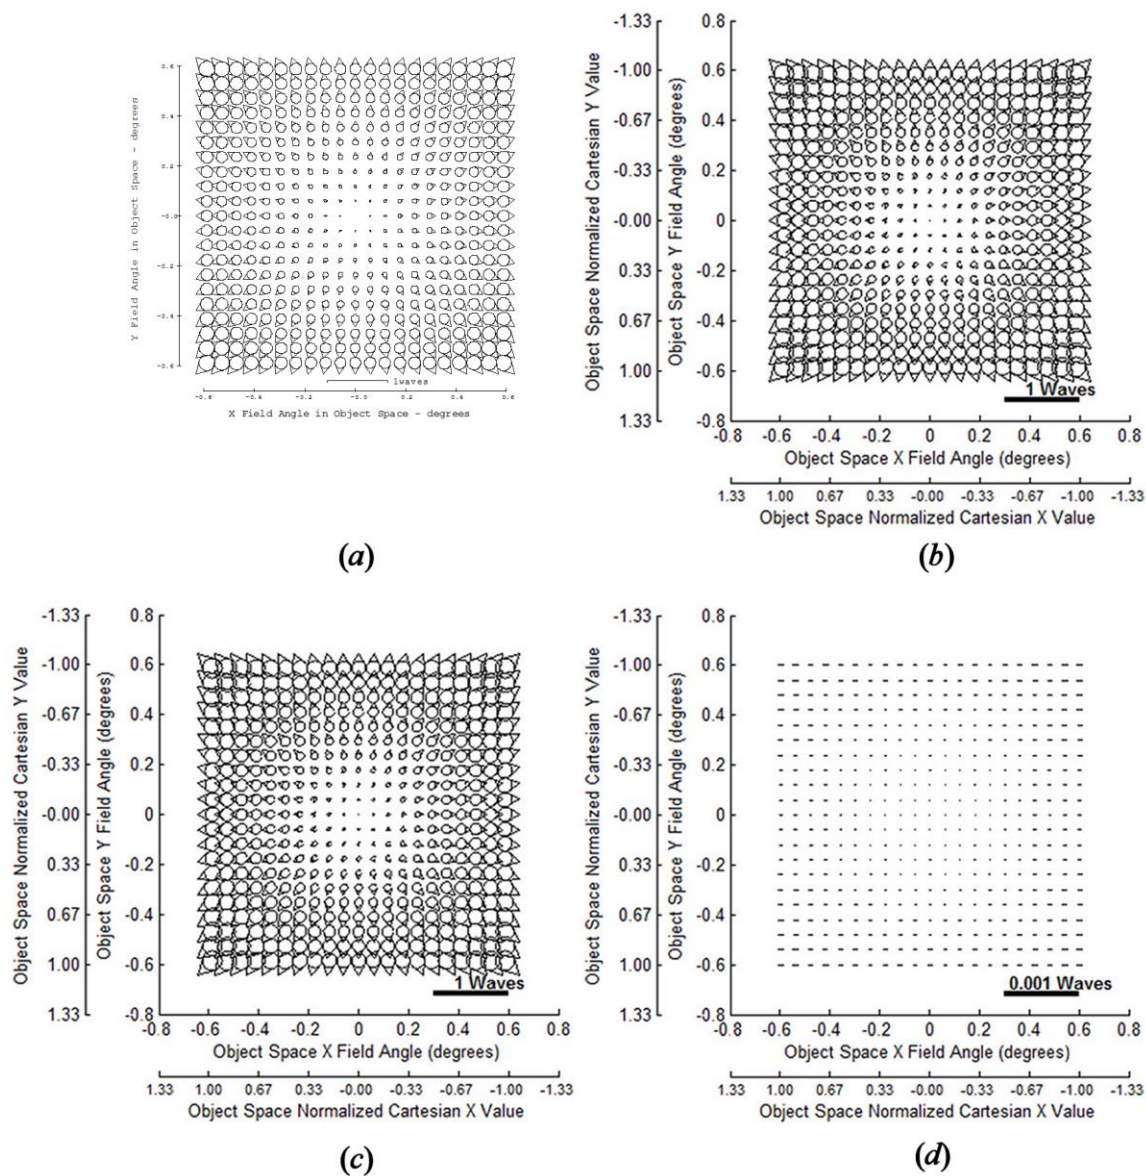 0.6
0.4
0.2
-0.0
-0.2
-0.4
-0.6
Y Field Angle in Object Space - degrees
1waves
-0.6 -0.4 -0.2 -0.0 0.2 0.4 0.6
X Field Angle in Object Space - degrees
(a)
-1.33
-1.00
-0.67
-0.33
-0.00
0.33
0.67
1.00
1.33
Object Space Normalized Cartesian Y Value
0.8
0.6
0.4
0.2
0
-0.2
-0.4
-0.6
-0.8
Object Space Y Field Angle (degrees)
1 Waves
-0.8 -0.6 -0.4 -0.2 0 0.2 0.4 0.6 0.8
Object Space X Field Angle (degrees)
1.33 1.00 0.67 0.33 -0.00 -0.33 -0.67 -1.00 -1.33
Object Space Normalized Cartesian X Value
(b)
-1.33
-1.00
-0.67
-0.33
-0.00
0.33
0.67
1.00
1.33
Object Space Normalized Cartesian Y Value
0.8
0.6
0.4
0.2
0
-0.2
-0.4
-0.6
-0.8
Object Space Y Field Angle (degrees)
1 Waves
-0.8 -0.6 -0.4 -0.2 0 0.2 0.4 0.6 0.8
Object Space X Field Angle (degrees)
1.33 1.00 0.67 0.33 -0.00 -0.33 -0.67 -1.00 -1.33
Object Space Normalized Cartesian X Value
(c)
-1.33
-1.00
-0.67
-0.33
-0.00
0.33
0.67
1.00
1.33
Object Space Normalized Cartesian Y Value
0.8
0.6
0.4
0.2
0
-0.2
-0.4
-0.6
-0.8
Object Space Y Field Angle (degrees)
0.001 Waves
-0.8 -0.6 -0.4 -0.2 0 0.2 0.4 0.6 0.8
Object Space X Field Angle (degrees)
1.33 1.00 0.67 0.33 -0.00 -0.33 -0.67 -1.00 -1.33
Object Space Normalized Cartesian X Value
(d)